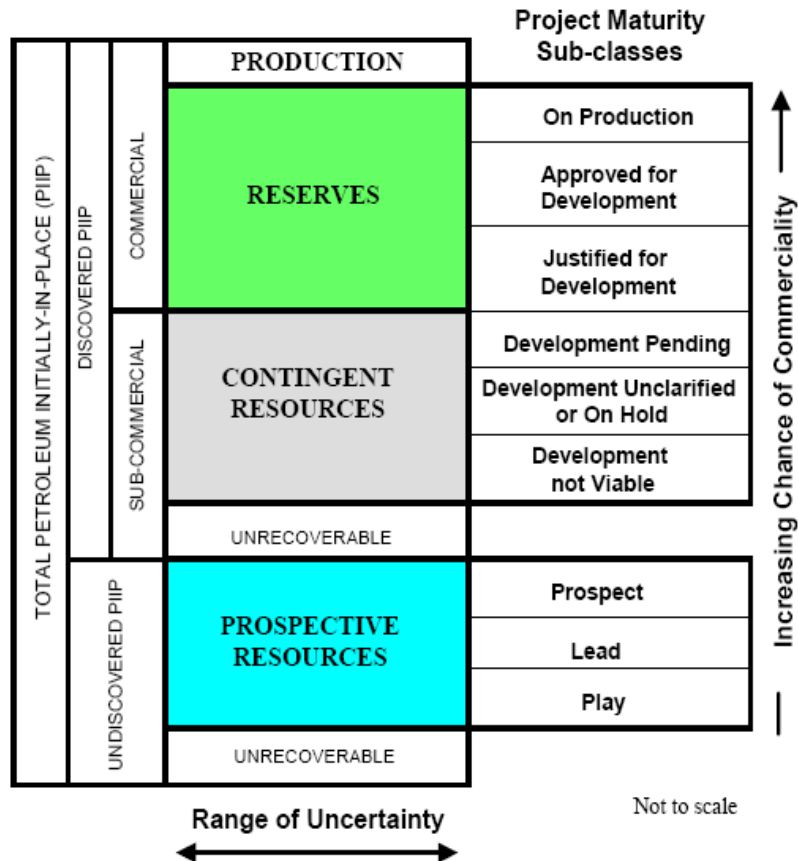 Project Maturity
Sub-classes
PRODUCTION
RESERVES
On Production
Approved for
Development
Justified for
Development
CONTINGENT
RESOURCES
Development Pending
Development Unclarified
or On Hold
Development
not Viable
UNRECOVERABLE
PROSPECTIVE
RESOURCES
Prospect
Lead
Play
UNRECOVERABLE
TOTAL PETROLEUM INITIALLY-IN-PLACE (PIIP)
DISCOVERED PIIP
COMMERCIAL
SUB-COMMERCIAL
UNDISCOVERED PIIP
Increasing Chance of Commerciality
Range of Uncertainty
Not to scale